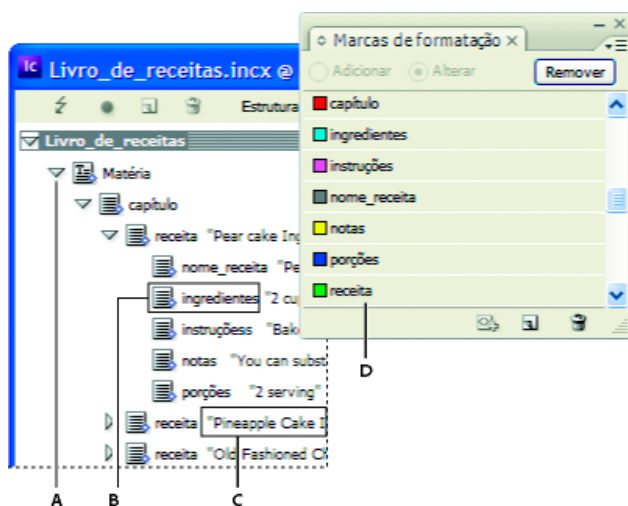 Livro_de_receitas.incx @
Estrutura
Livro_de_receitas
Matéria
capítulo
receita "Pear cake Ing
nome_receita "Pe
ingredientes "2 cu
instruçõess "Bak
notas "You can subst
porções "2 serving"
receita "Pineapple Cake I
receita "Old Fashioned Ch
Marcas de formatação
Adicionar Alterar Remover
capítulo
ingredientes
instruções
nome_receita
notas
porções
receita
D
A B C